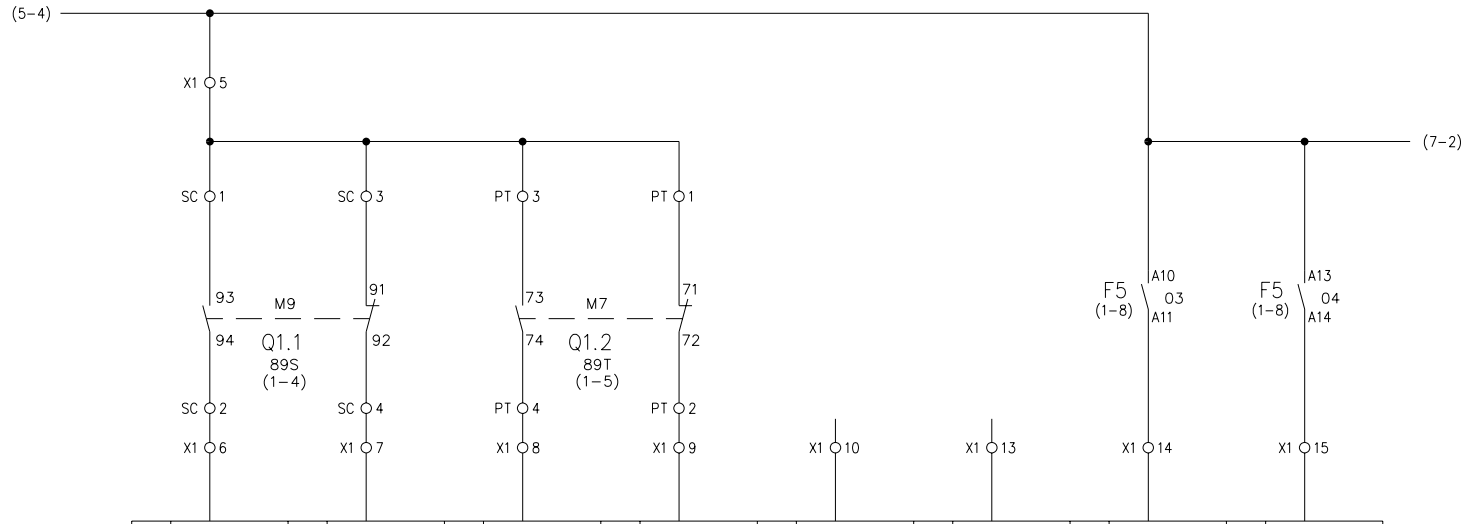 (5-4)
X1 5
(7-2)
SC 1 SC 3 PT 3 PT 1
A10 A13
93 M9 91 73 M7 71 F5 03 F5 04
(1-8) A11 (1-8) A14
94 Q1.1 92 74 Q1.2 72
89S 89T
(1-4) (1-5)
SC 2 SC 4 PT 4 PT 2
X1 6 X1 7 X1 8 X1 9 X1 10 X1 13 X1 14 X1 15